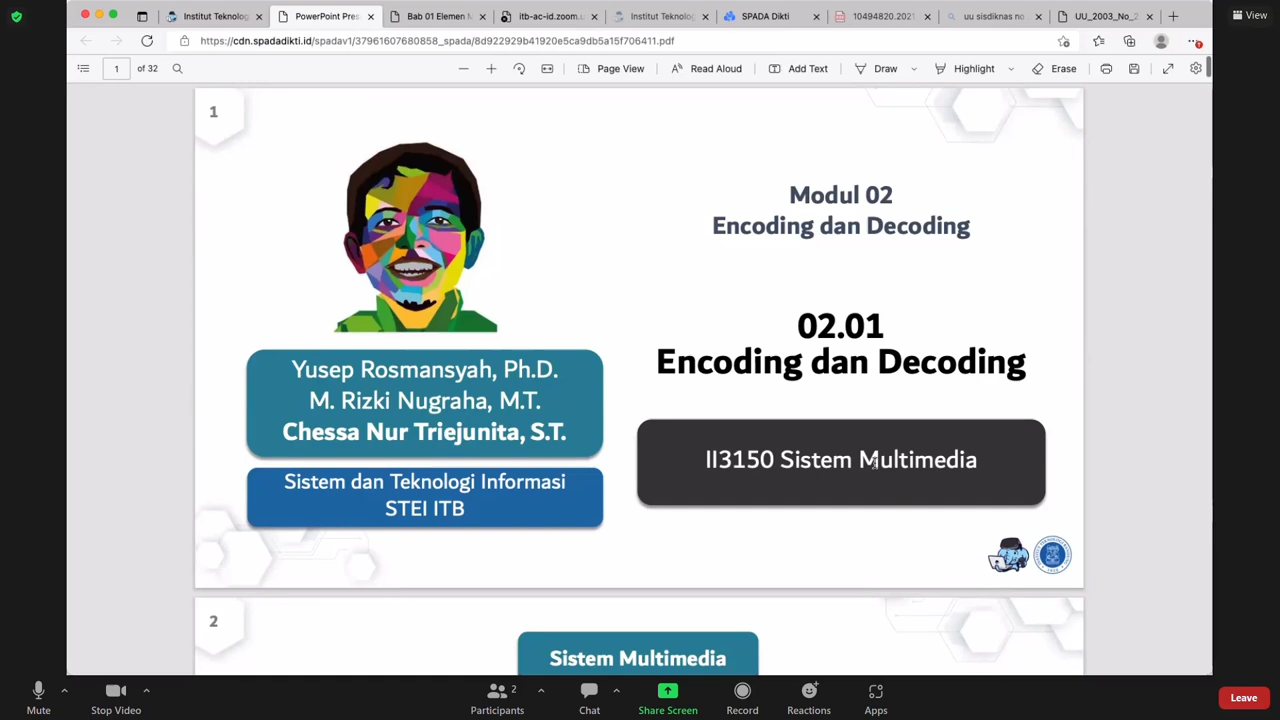 Institut Teknolog
PowerPoint Pres
Bab 01 Elemen M
itb-ac-id.zoom.u
Institut Teknolog
SPADA Dikti
10494820.2021
uu sisdiknas no
UU_2003_No_2
View
https://cdn.spadadikti.id/spadav1/37961607680858_spada/8d922929b41920e5ca9db5a15f706411.pdf
1 of 32
Page View
Read Aloud
Add Text
Draw
Highlight
Erase
1
Modul 02
Encoding dan Decoding
02.01
Encoding dan Decoding
Yusep Rosmansyah, Ph.D.
M. Rizki Nugraha, M.T.
Chessa Nur Triejunita, S.T.
II3150 Sistem Multimedia
Sistem dan Teknologi Informasi
STEI ITB
2
Sistem Multimedia
Mute
Stop Video
2
Participants
Chat
Share Screen
Record
Reactions
Apps
Leave